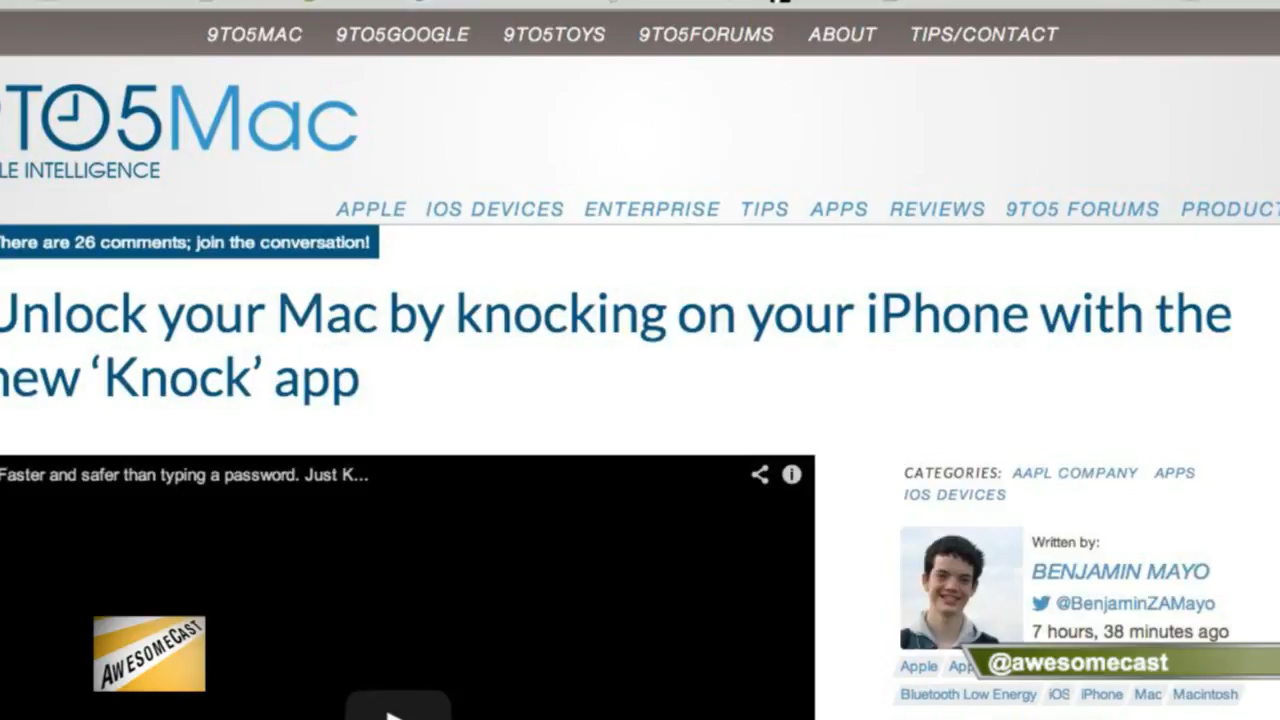 9TO5MAC 9TO5GOOGLE 9TO5TOYS 9TO5FORUMS ABOUT TIPS/CONTACT
TO5Mac
LE INTELLIGENCE
APPLE IOS DEVICES ENTERPRISE TIPS APPS REVIEWS 9TO5 FORUMS PRODUCT
here are 26 comments; join the conversation!
Unlock your Mac by knocking on your iPhone with the
new ‘Knock’ app
Faster and safer than typing a password. Just K...
CATEGORIES: AAPL COMPANY APPS
IOS DEVICES
Written by:
BENJAMIN MAYO
@BenjaminZAMayo
7 hours, 38 minutes ago
AWESOMECAST
Apple App
@awesomecast
Bluetooth Low Energy iOS iPhone Mac Macintosh